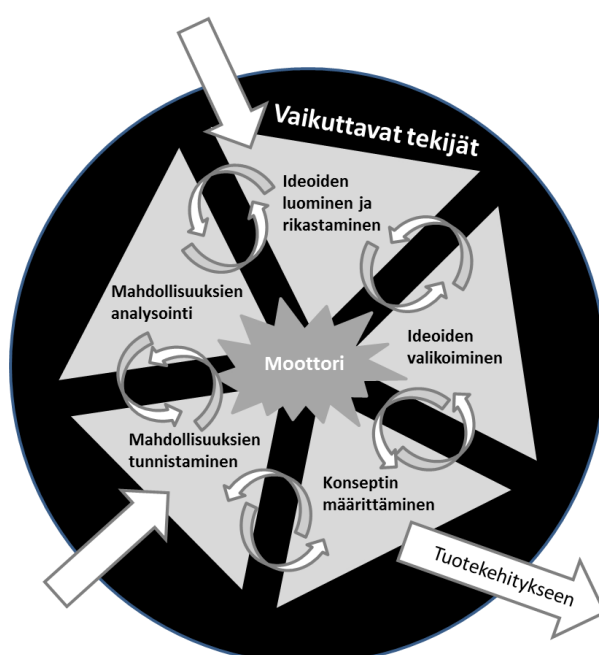 Vaikuttavat tekijät
Ideoiden
luominen ja
rikastaminen
Mahdollisuuksien
analysointi
Ideoiden
valikoiminen
Moottori
Mahdollisuuksien
tunnistaminen
Konseptin
määrittäminen
Tuotekehitykseen